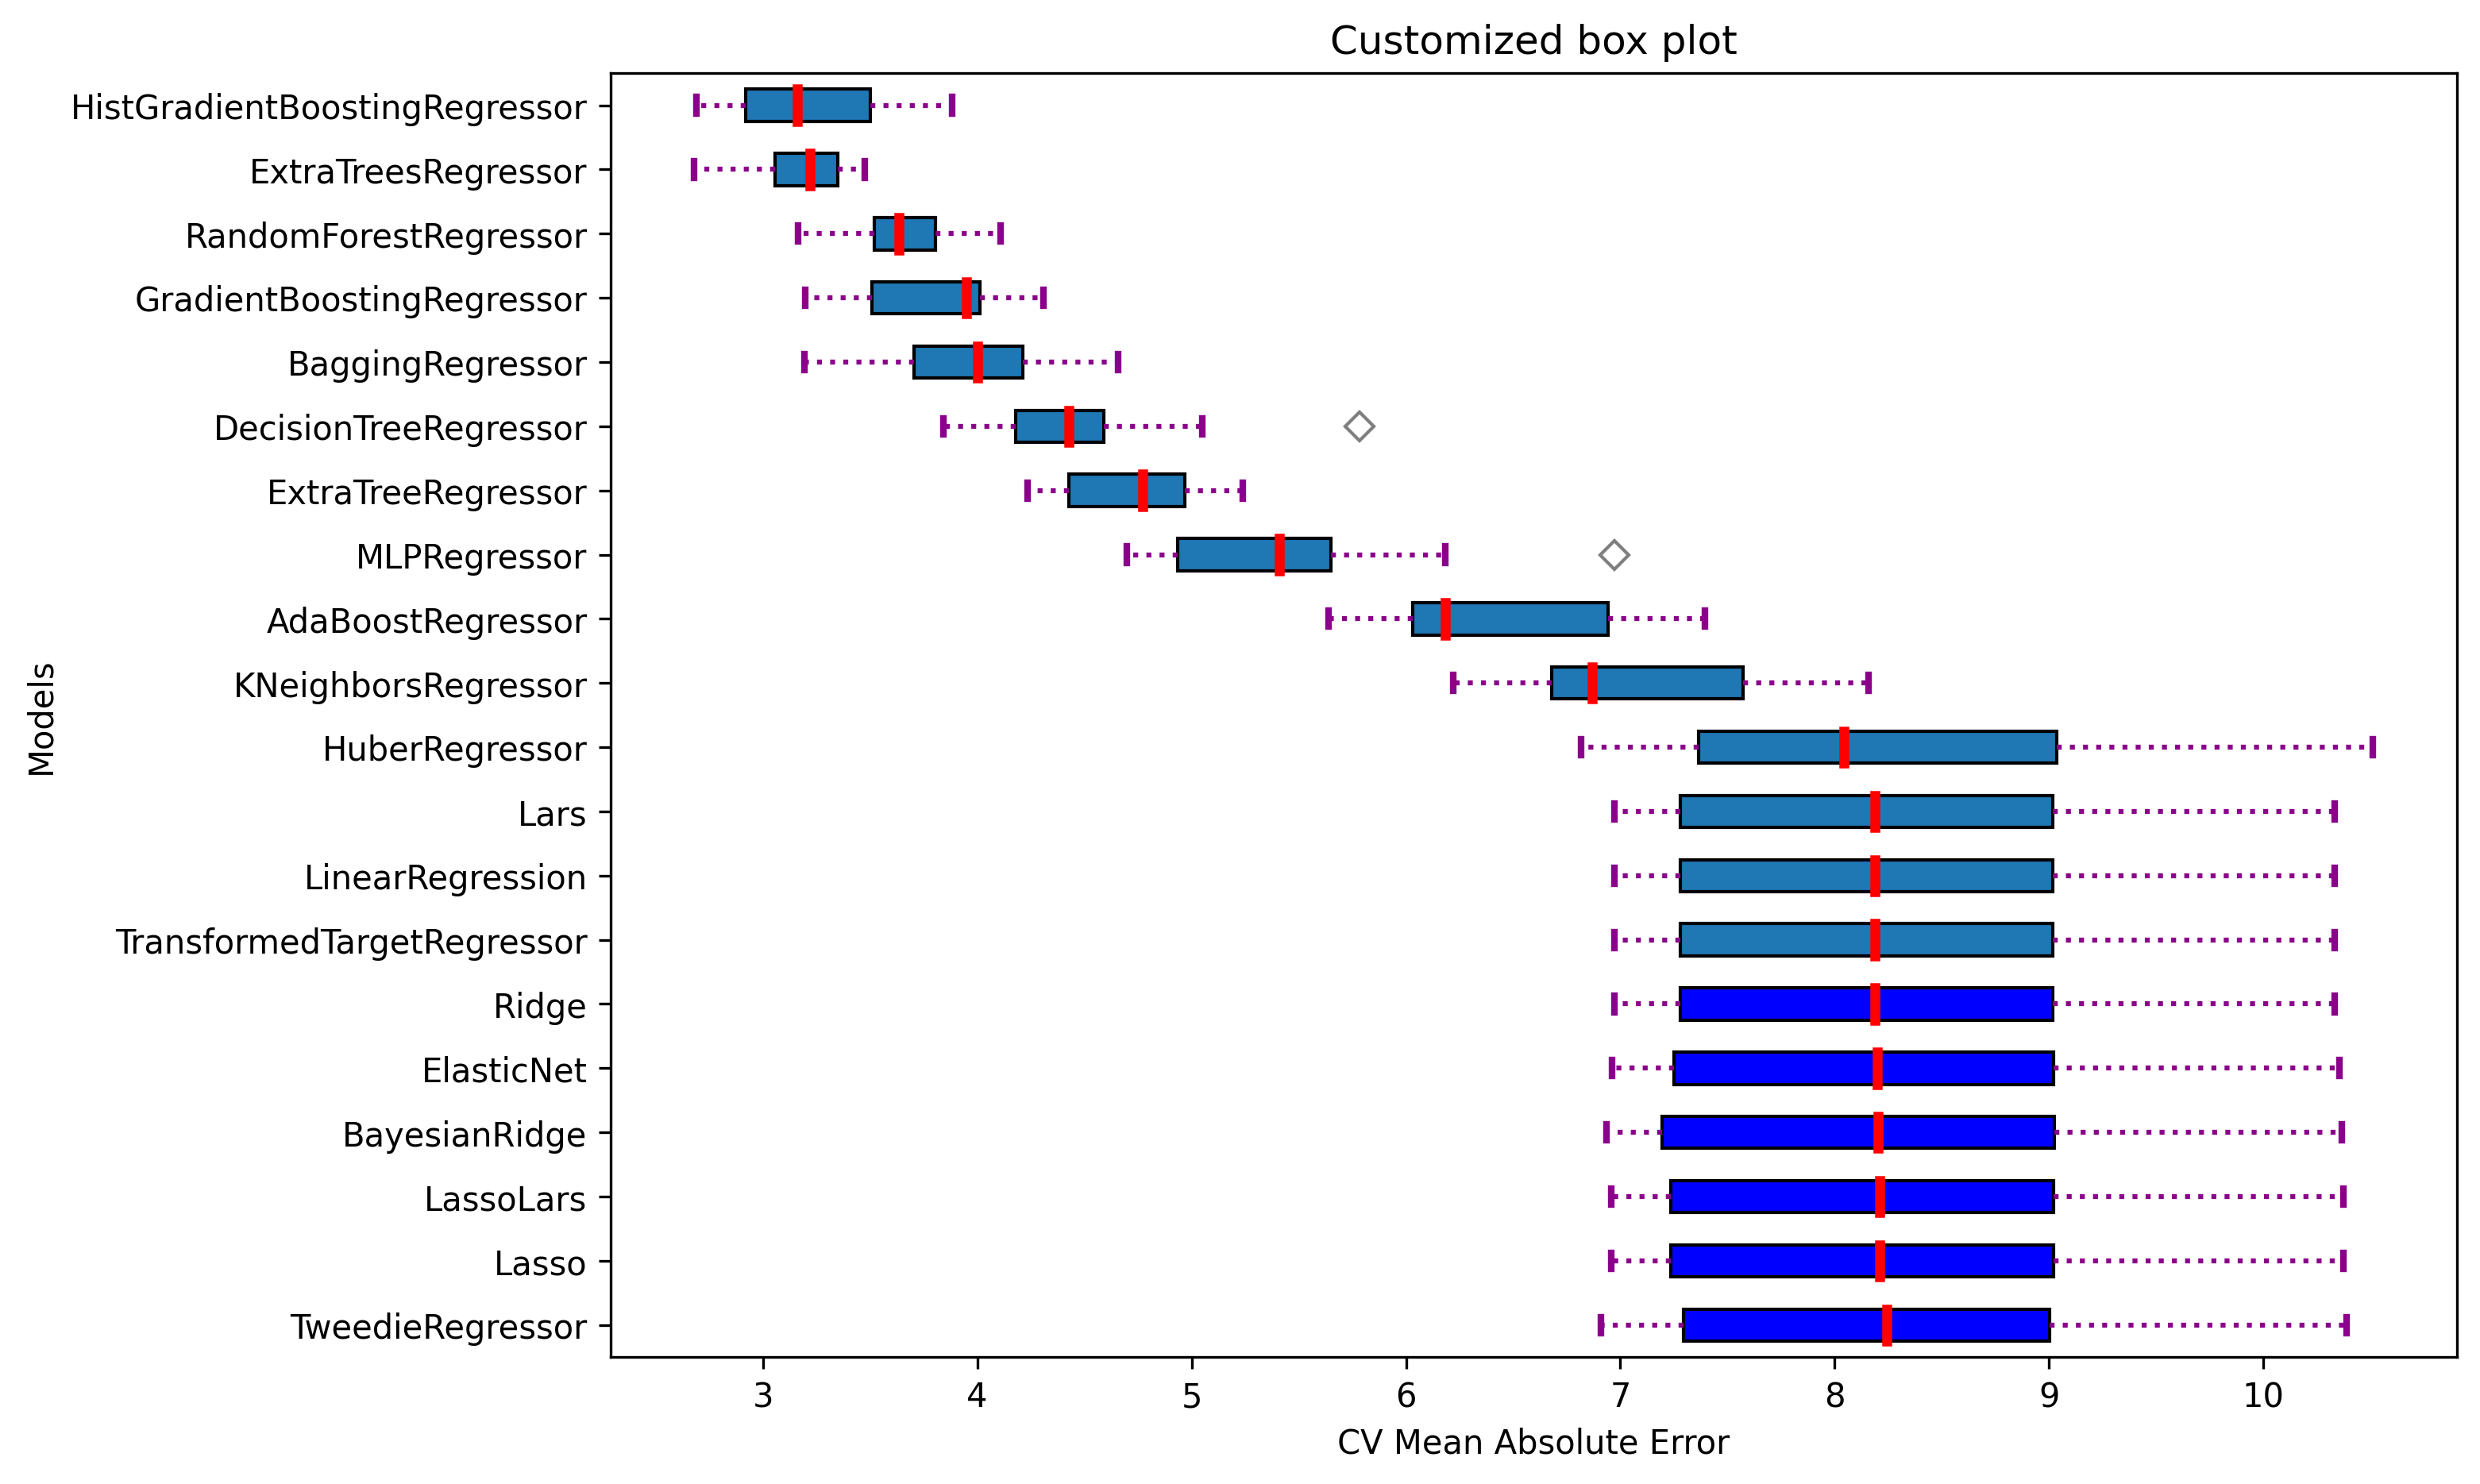 Customized box plot
HistGradientBoostingRegressor
ExtraTreesRegressor
RandomForestRegressor
GradientBoostingRegressor
BaggingRegressor
DecisionTreeRegressor
ExtraTreeRegressor
MLPRegressor
AdaBoostRegressor
KNeighborsRegressor
HuberRegressor
Lars
LinearRegression
TransformedTargetRegressor
Ridge
ElasticNet
BayesianRidge
LassoLars
Lasso
TweedieRegressor
Models
3 4 5 6 7 8 9 10
CV Mean Absolute Error